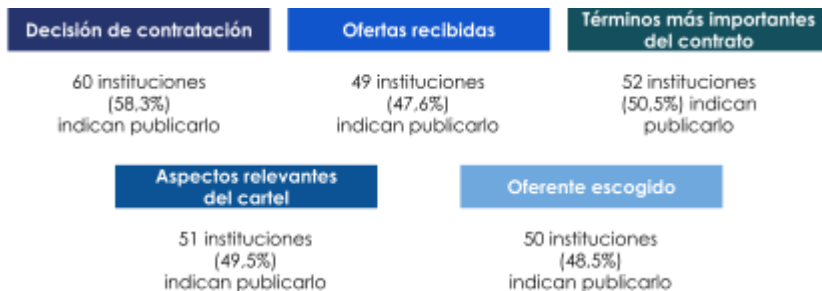 Decisión de contratación
60 instituciones
(58,3%)
indican publicarlo
Ofertas recibidas
49 instituciones
(47,6%)
indican publicarlo
Términos más importantes
del contrato
52 instituciones
(50,5%) indican
publicarlo
Aspectos relevantes
del cartel
51 instituciones
(49,5%)
indican publicarlo
Oferente escogido
50 instituciones
(48,5%)
indican publicarlo